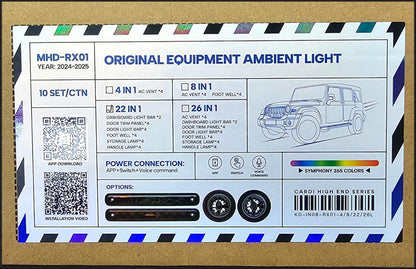 MHD-RX01
YEAR: 2024-2025
ORIGINAL EQUIPMENT AMBIENT LIGHT
10 SET/CTN
4 IN 1 AC VENT *4
8 IN 1
AC VENT *4 FOOT WELL*4
22 IN 1
DASHBOARD LIGHT BAR *2
DOOR TRIM PANEL*4
DOOR LIGHT BAR*4
FOOT WELL *4
STORAGE LAMP*4
HANDLE LAMP*4
26 IN 1
AC VENT *4
DASHBOARD LIGHT BAR *2
DOOR TRIM PANEL*4
DOOR LIGHT BAR*4
FOOT WELL *4
STORAGE LAMP*4
HANDLE LAMP*4
APP DOWNLOAD
INSTALLATION VIDEO
POWER CONNECTION:
APP+Switch+Voice command
APP
SWITCH
VOICE
COMMAND
SYMPHONY 265 COLORS
OPTIONS:
CARDI HIGH END SERIES
KD-IN08-RX01-4/8/22/26L